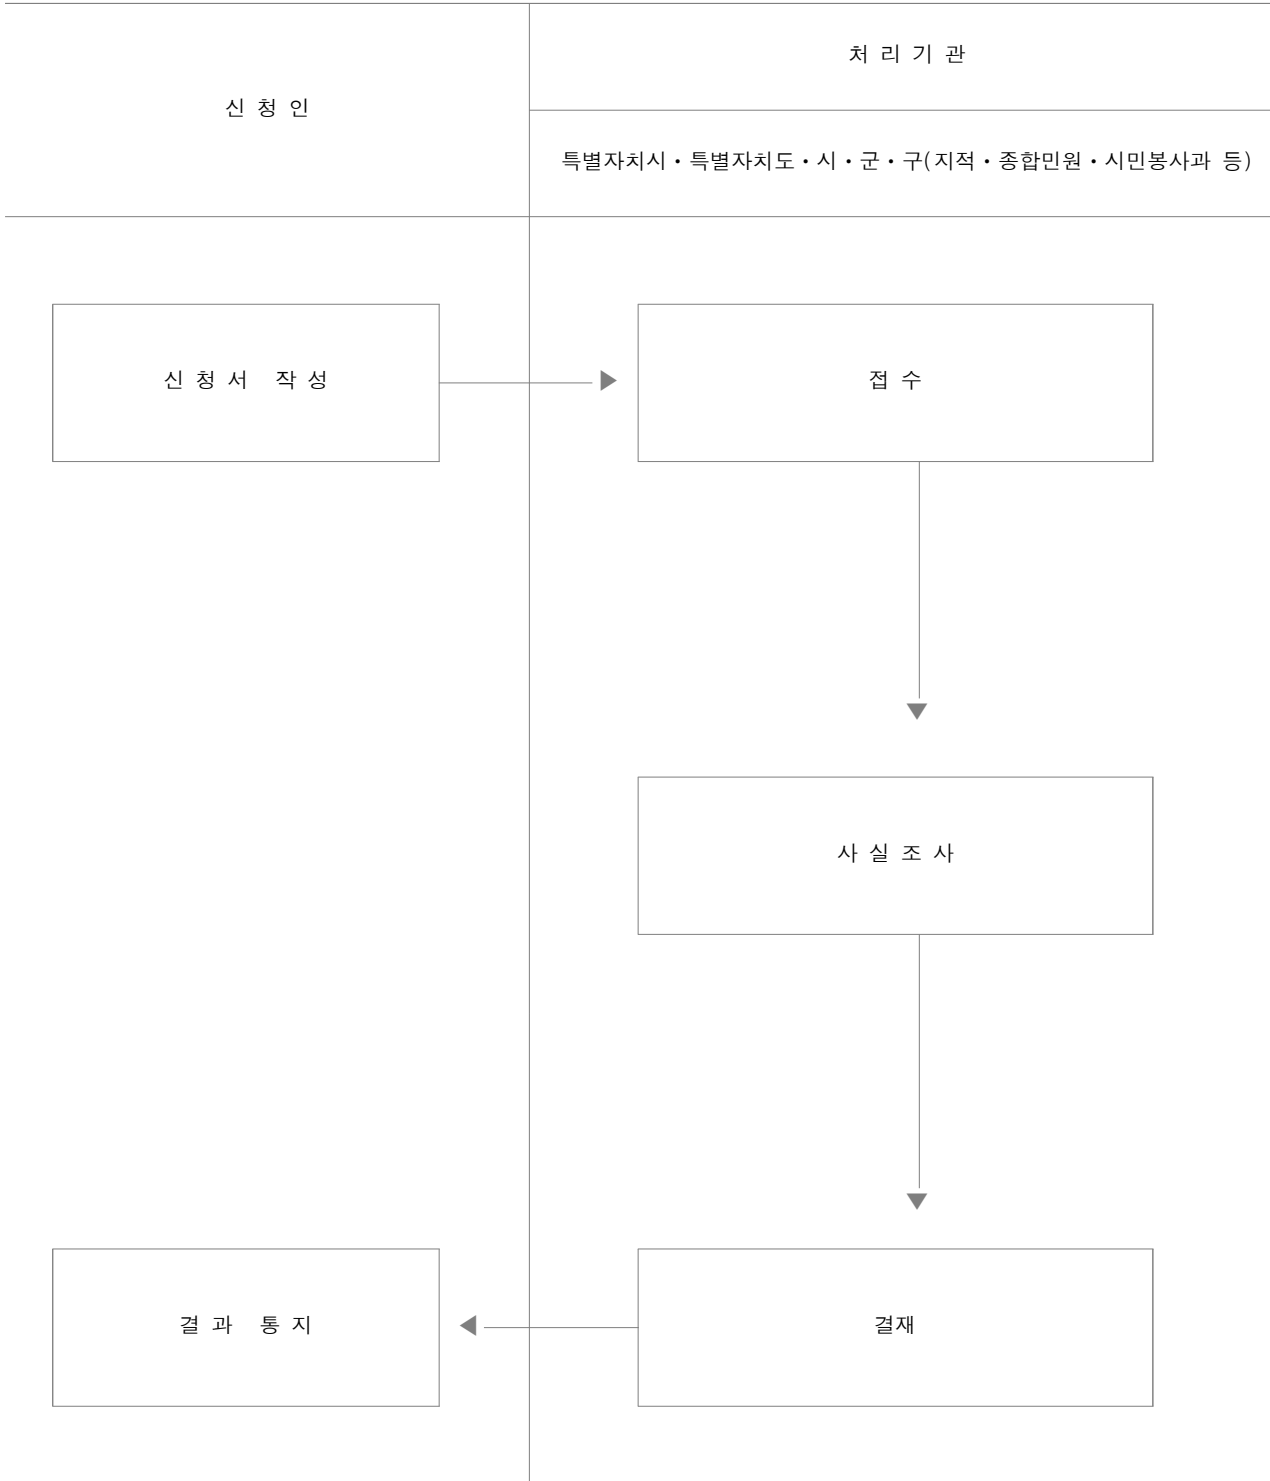 처 리 기 관
신 청 인
특별자치시・특별자치도・시・군・구(지적・종합민원・시민봉사과 등)
신 청 서 작 성
접 수
사 실 조 사
결 과 통 지
결재